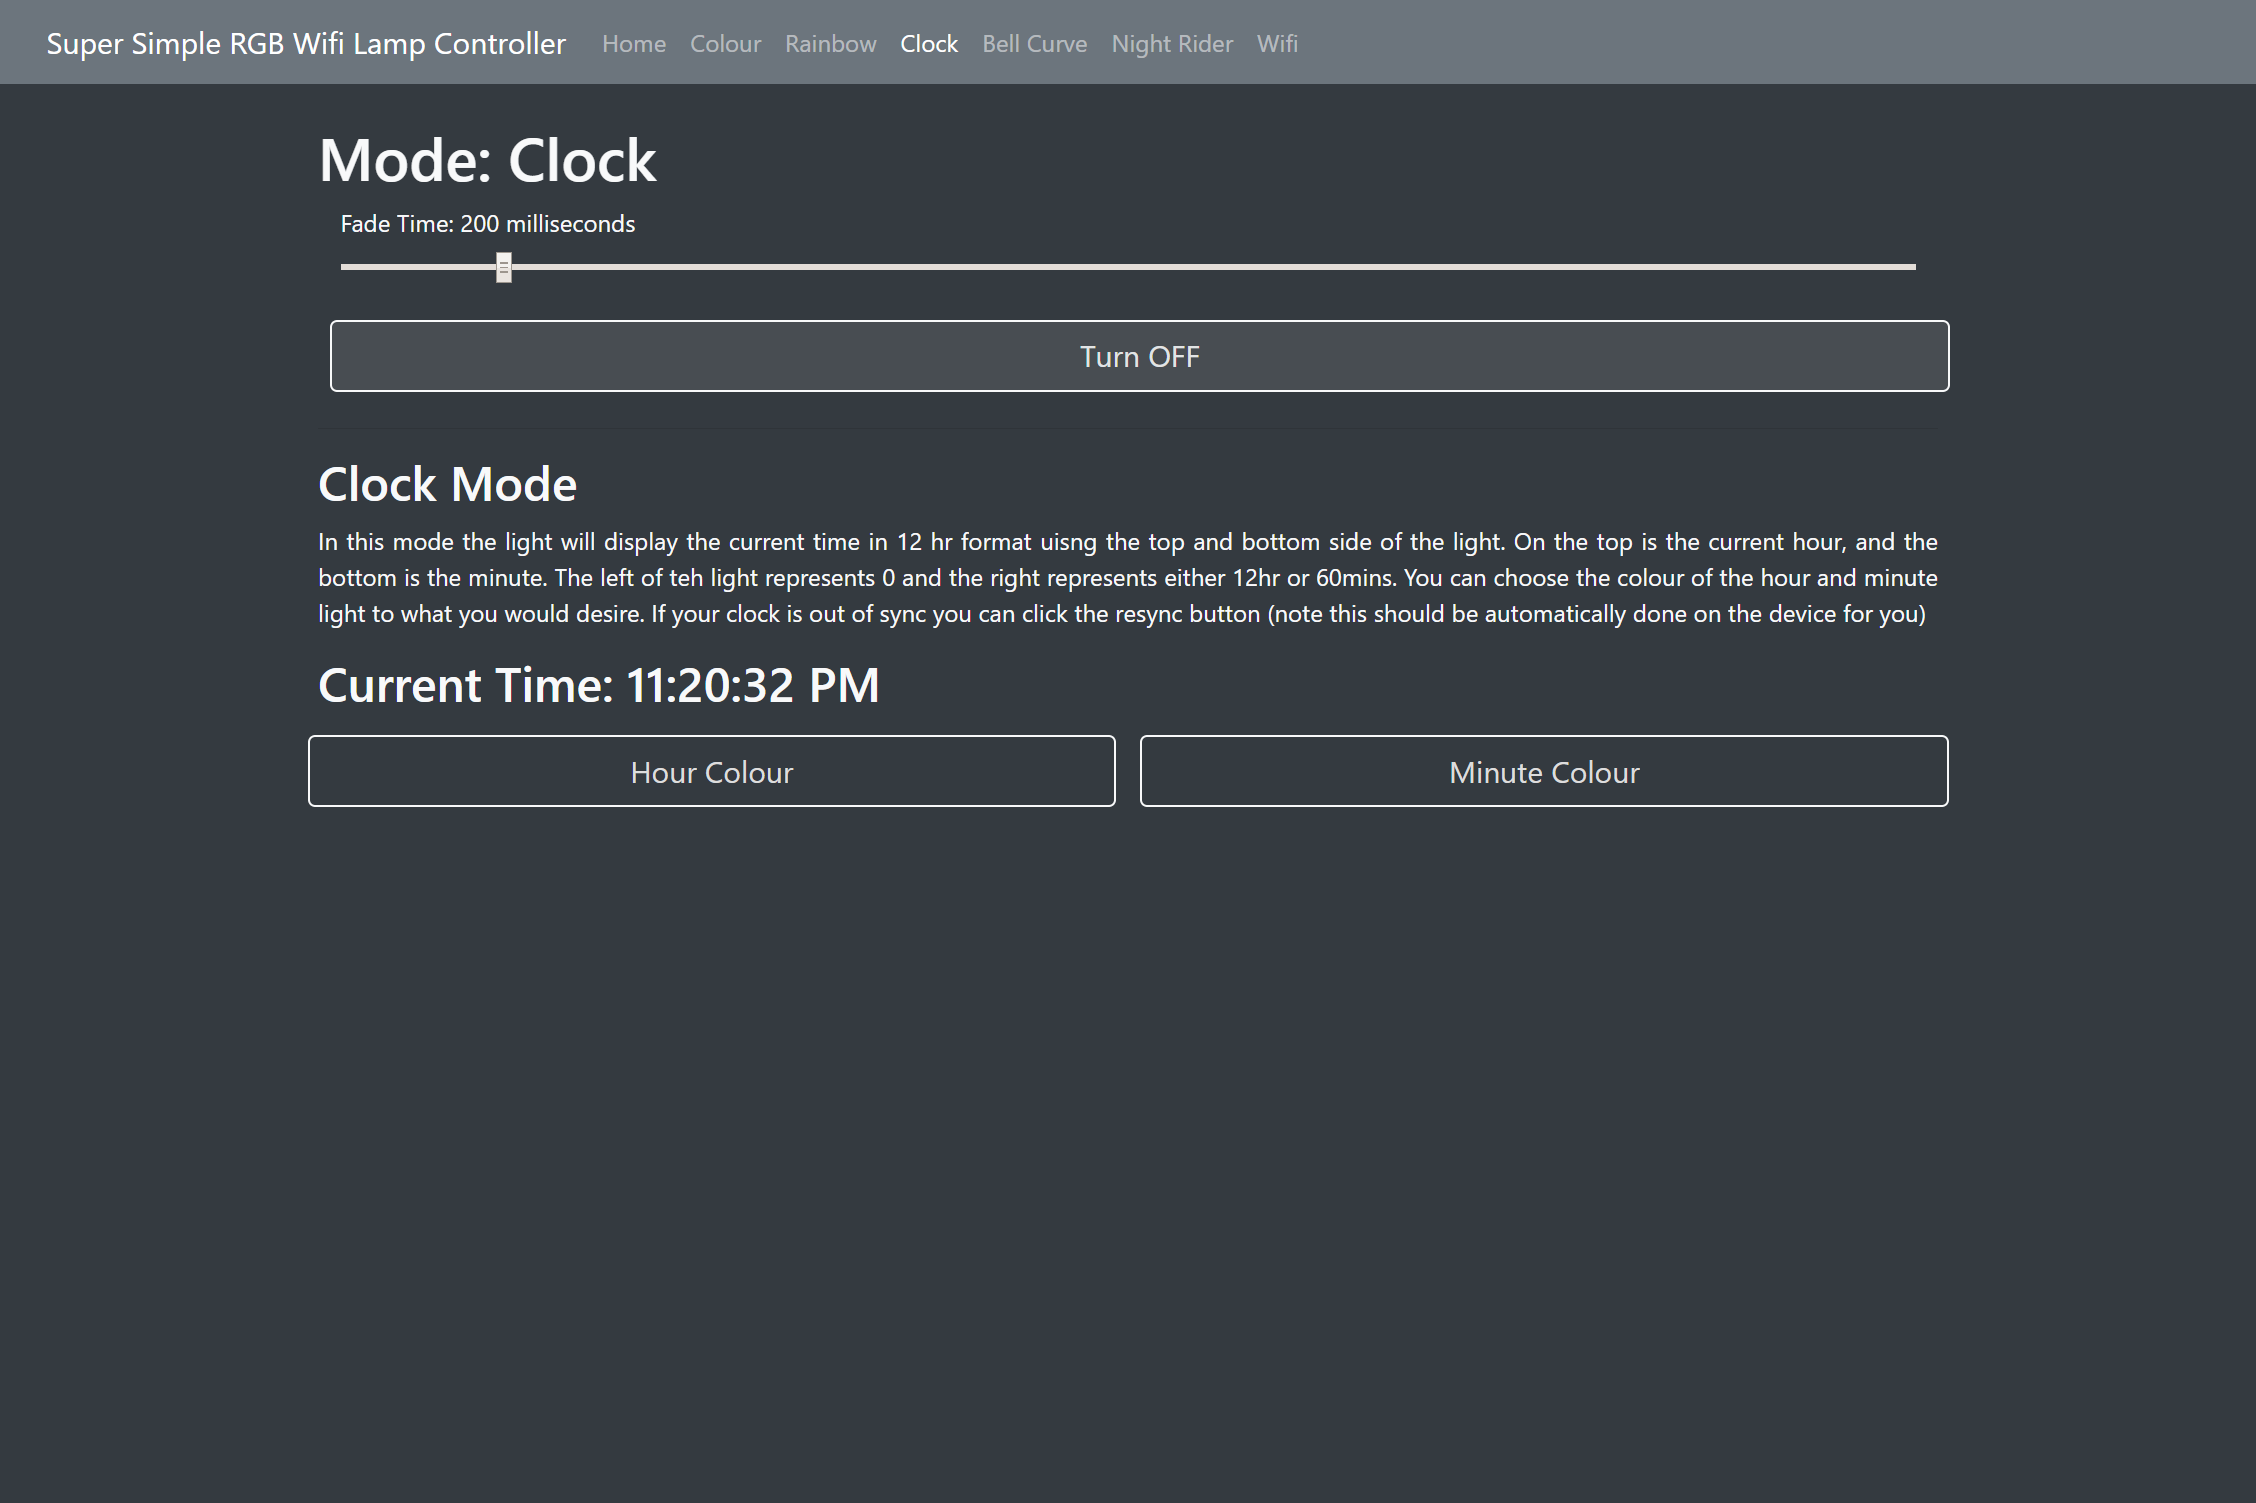 Super Simple RGB Wifi Lamp Controller Home Colour Rainbow Clock Bell Curve Night Rider Wifi
Mode: Clock
Fade Time: 200 milliseconds
Turn OFF
Clock Mode
In this mode the light will display the current time in 12 hr format uisng the top and bottom side of the light. On the top is the current hour, and the
bottom is the minute. The left of teh light represents 0 and the right represents either 12hr or 60mins. You can choose the colour of the hour and minute
light to what you would desire. If your clock is out of sync you can click the resync button (note this should be automatically done on the device for you)
Current Time: 11:20:32 PM
Hour Colour Minute Colour